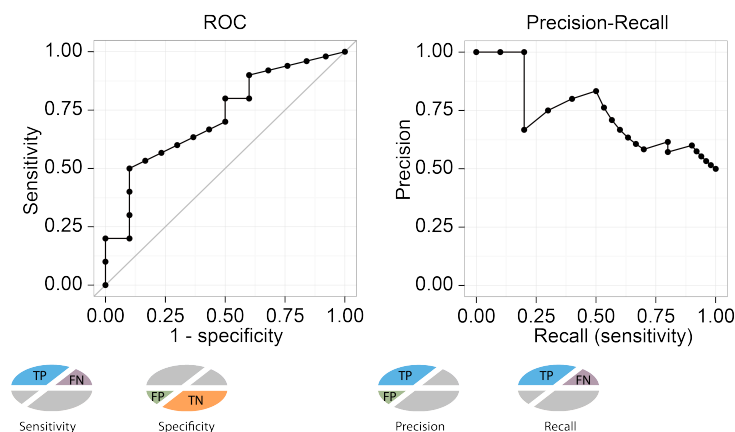 ROC
1.00
0.75
0.50
0.25
0.00
Sensitivity
0.00 0.25 0.50 0.75 1.00
1 - specificity
Precision-Recall
1.00
0.75
0.50
0.25
0.00
Precision
0.00 0.25 0.50 0.75 1.00
Recall (sensitivity)
TP
FN
Sensitivity
FP
TN
Specificity
TP
FP
Precision
TP
FN
Recall